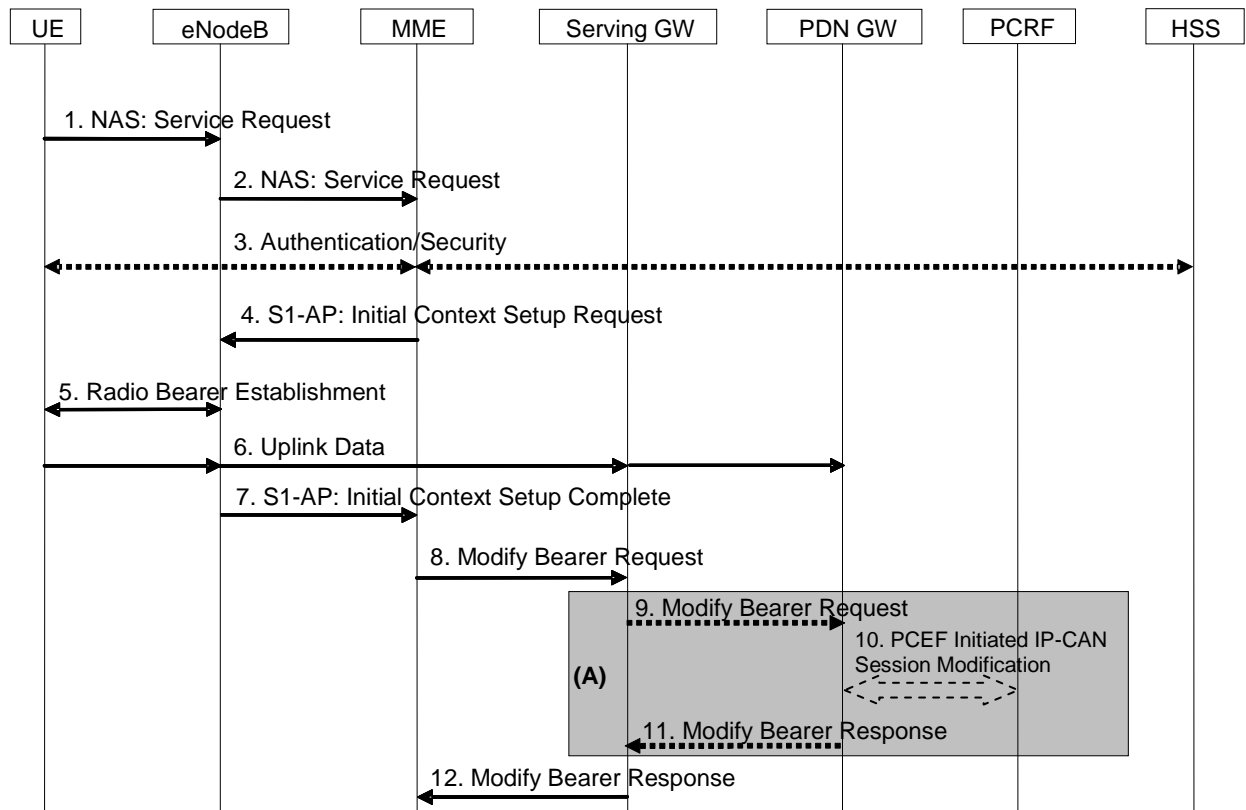 UE
eNodeB
MME
Serving GW
PDN GW
PCRF
HSS
1. NAS: Service Request
2. NAS: Service Request
3. Authentication/Security
4. S1-AP: Initial Context Setup Request
5. Radio Bearer Establishment
6. Uplink Data
7. S1-AP: Initial Context Setup Complete
8. Modify Bearer Request
9. Modify Bearer Request
10. PCEF Initiated IP-CAN
Session Modification
(A)
11. Modify Bearer Response
12. Modify Bearer Response